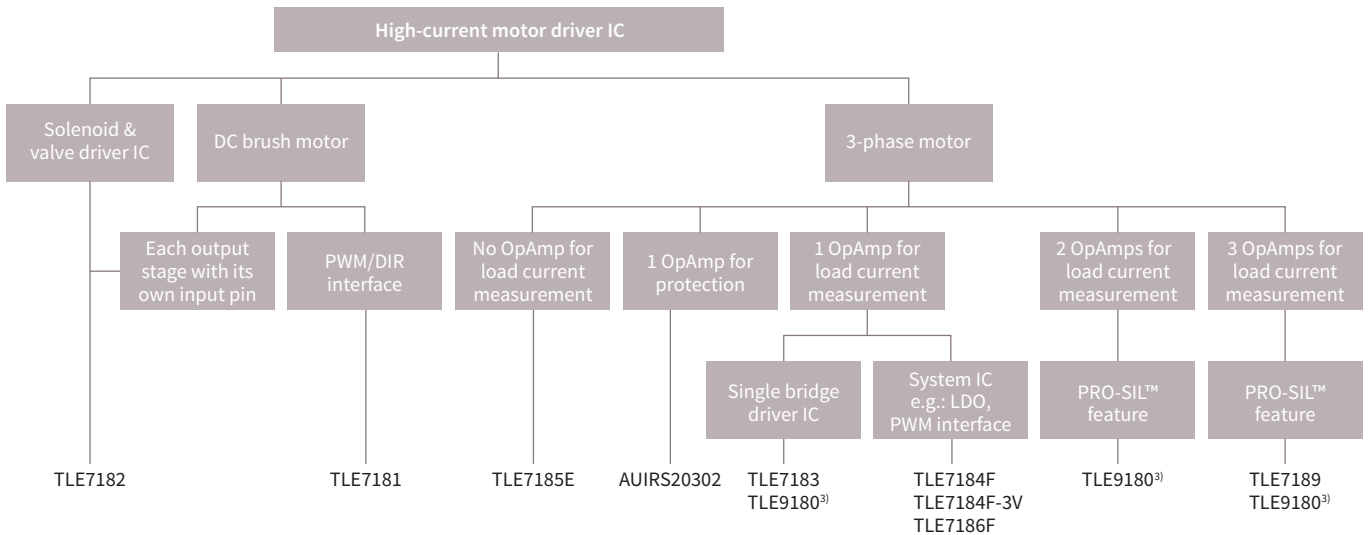 High-current motor driver IC
Solenoid &
valve driver IC
DC brush motor
3-phase motor
Each output
stage with its
own input pin
PWM/DIR
interface
No OpAmp for
load current
measurement
1 OpAmp for
protection
1 OpAmp for
load current
measurement
2 OpAmps for
load current
measurement
3 OpAmps for
load current
measurement
Single bridge
driver IC
System IC
e.g.: LDO,
PWM interface
PRO-SIL™
feature
PRO-SIL™
feature
TLE7182
TLE7181
TLE7185E
AUIRS20302
TLE7183
TLE9180³⁾
TLE7184F
TLE7184F-3V
TLE7186F
TLE9180³⁾
TLE7189
TLE9180³⁾